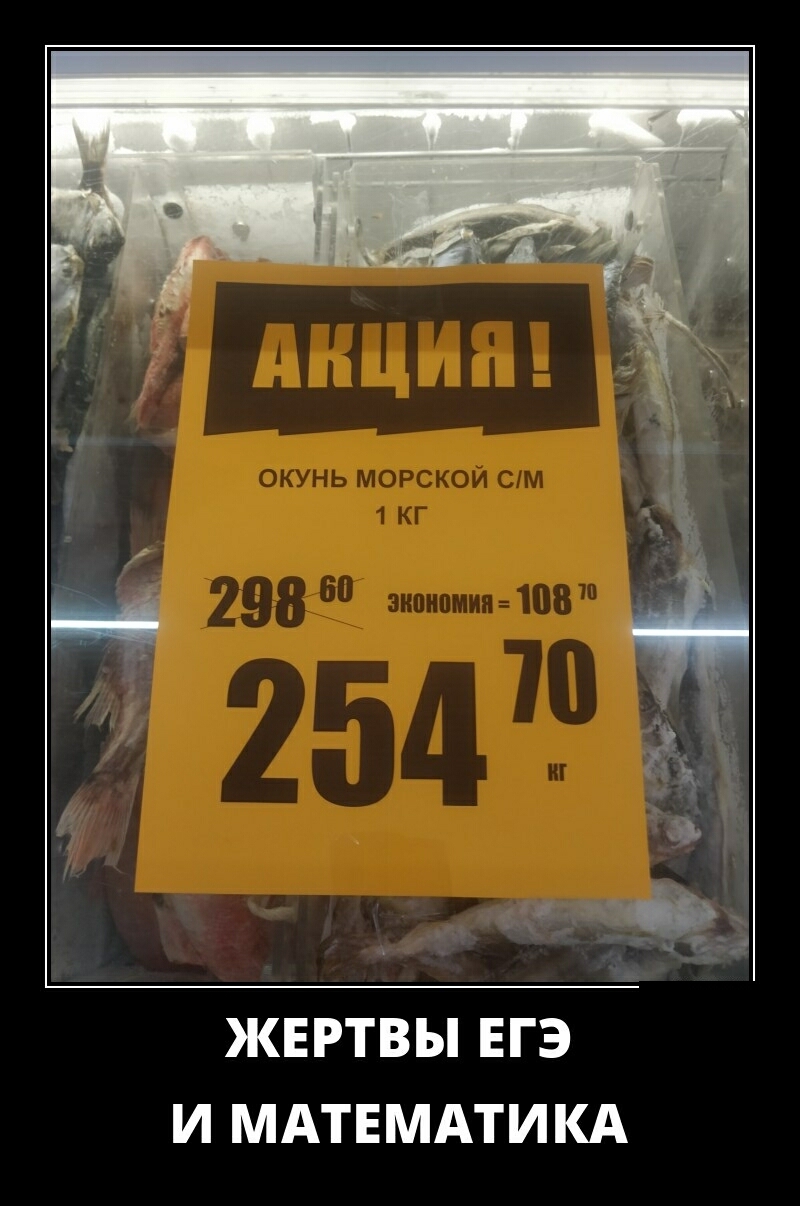 АКЦИЯ!
ОКУНЬ МОРСКОЙ С/М
1 КГ
298 60 ЭКОНОМИЯ = 108 70
254 70
КГ
ЖЕРТВЫ ЕГЭ
И МАТЕМАТИКА